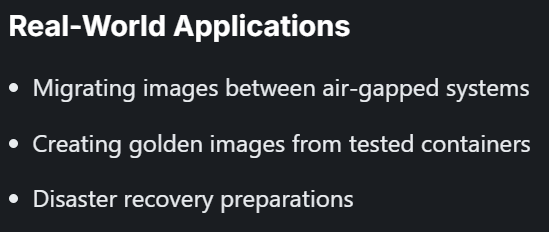 Real-World Applications
• Migrating images between air-gapped systems
• Creating golden images from tested containers
• Disaster recovery preparations